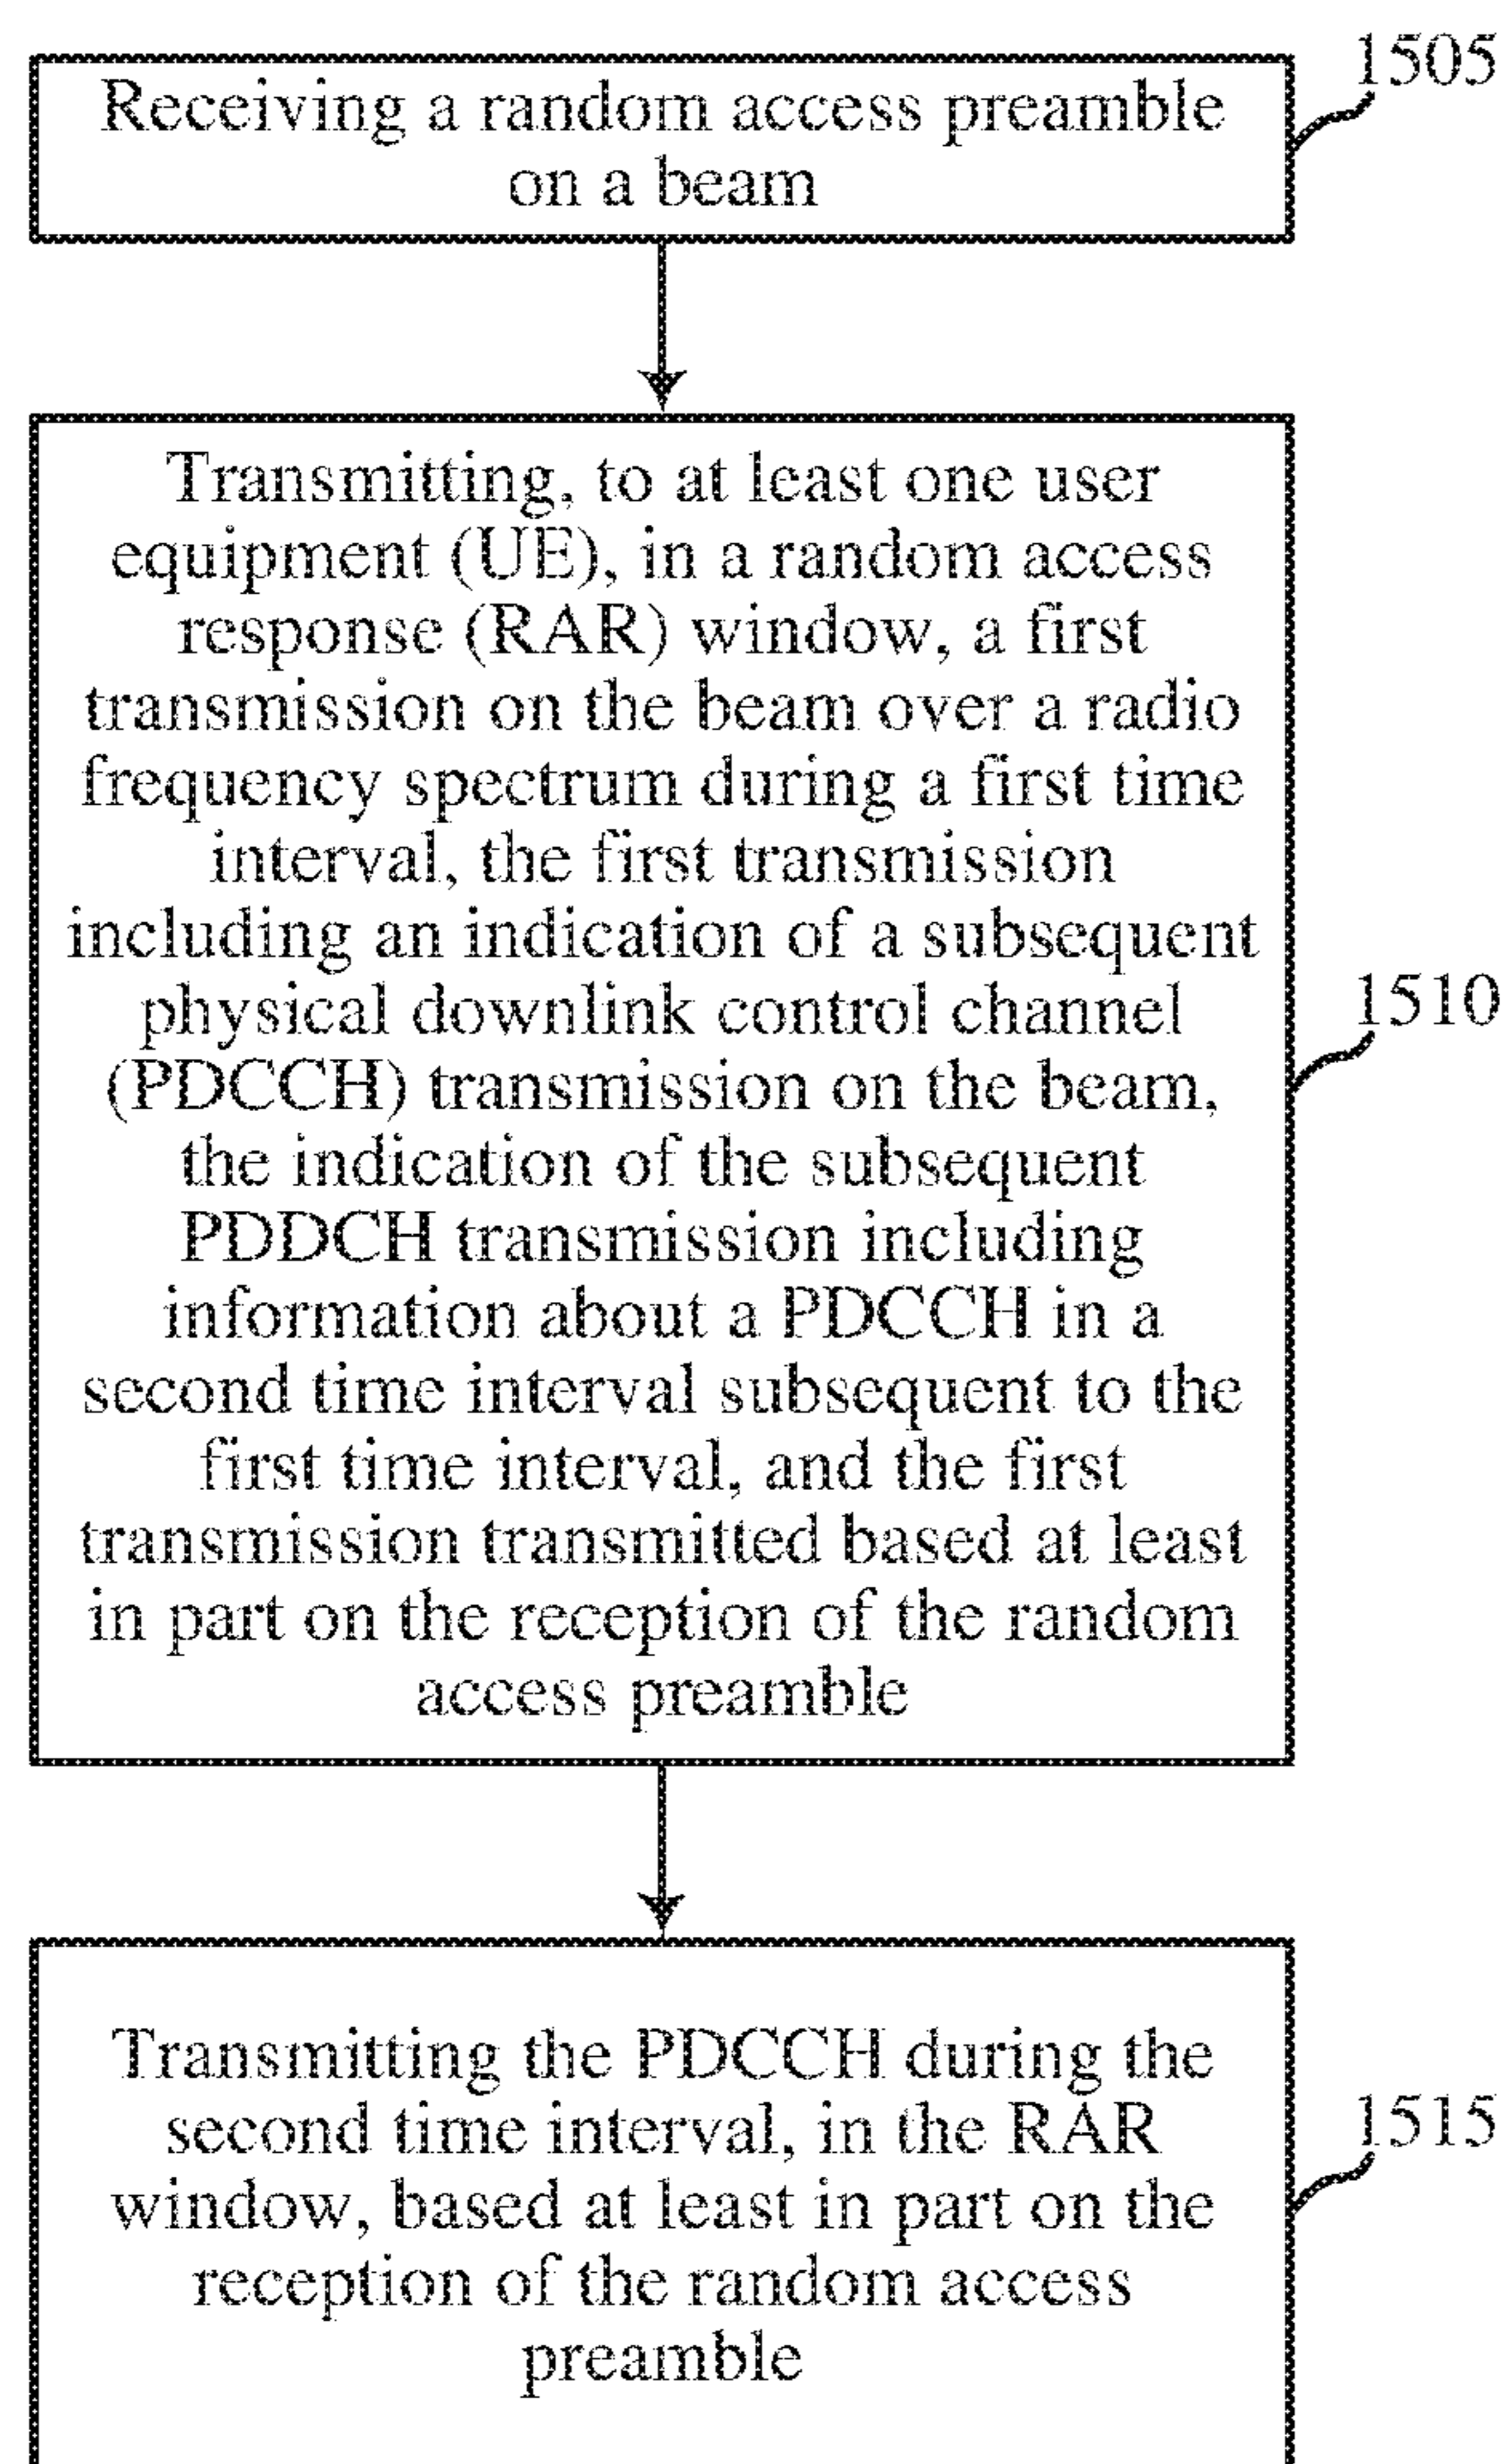 1505
Receiving a random access preamble
on a beam
Transmitting, to at least one user
equipment (UE), in a random access
response (RAR) window, a first
transmission on the beam over a radio
frequency spectrum during a first time
interval, the first transmission
including an indication of a subsequent
physical downlink control channel
(PDCCH) transmission on the beam,
the indication of the subsequent
PDDCH transmission including
information about a PDCCH in a
second time interval subsequent to the
first time interval, and the first
transmission transmitted based at least
in part on the reception of the random
access preamble
1510
Transmitting the PDCCH during the
second time interval, in the RAR
window, based at least in part on the
reception of the random access
preamble
1515